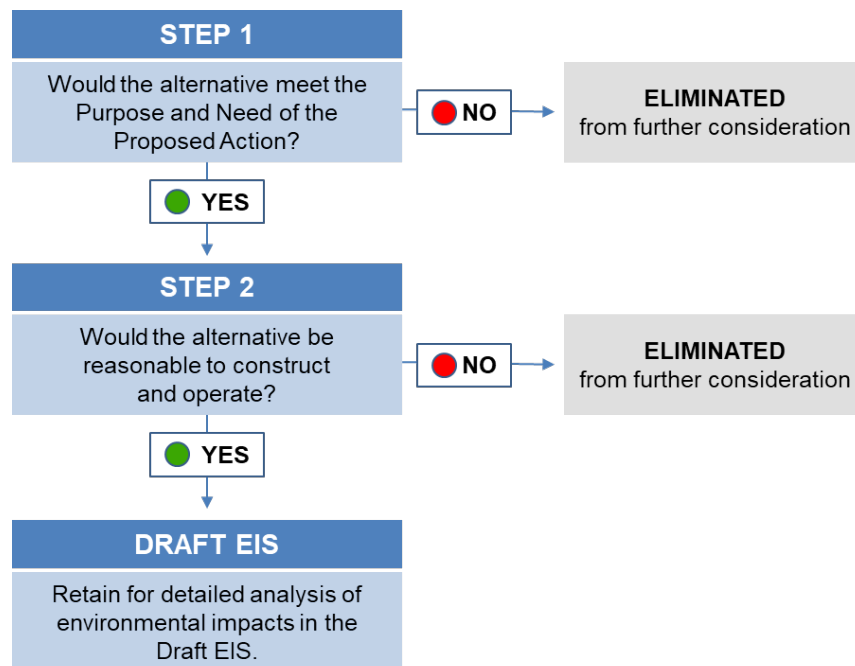 STEP 1
Would the alternative meet the
Purpose and Need of the
Proposed Action?
NO
ELIMINATED
from further consideration
YES
STEP 2
Would the alternative be
reasonable to construct
and operate?
NO
ELIMINATED
from further consideration
YES
DRAFT EIS
Retain for detailed analysis of
environmental impacts in the
Draft EIS.